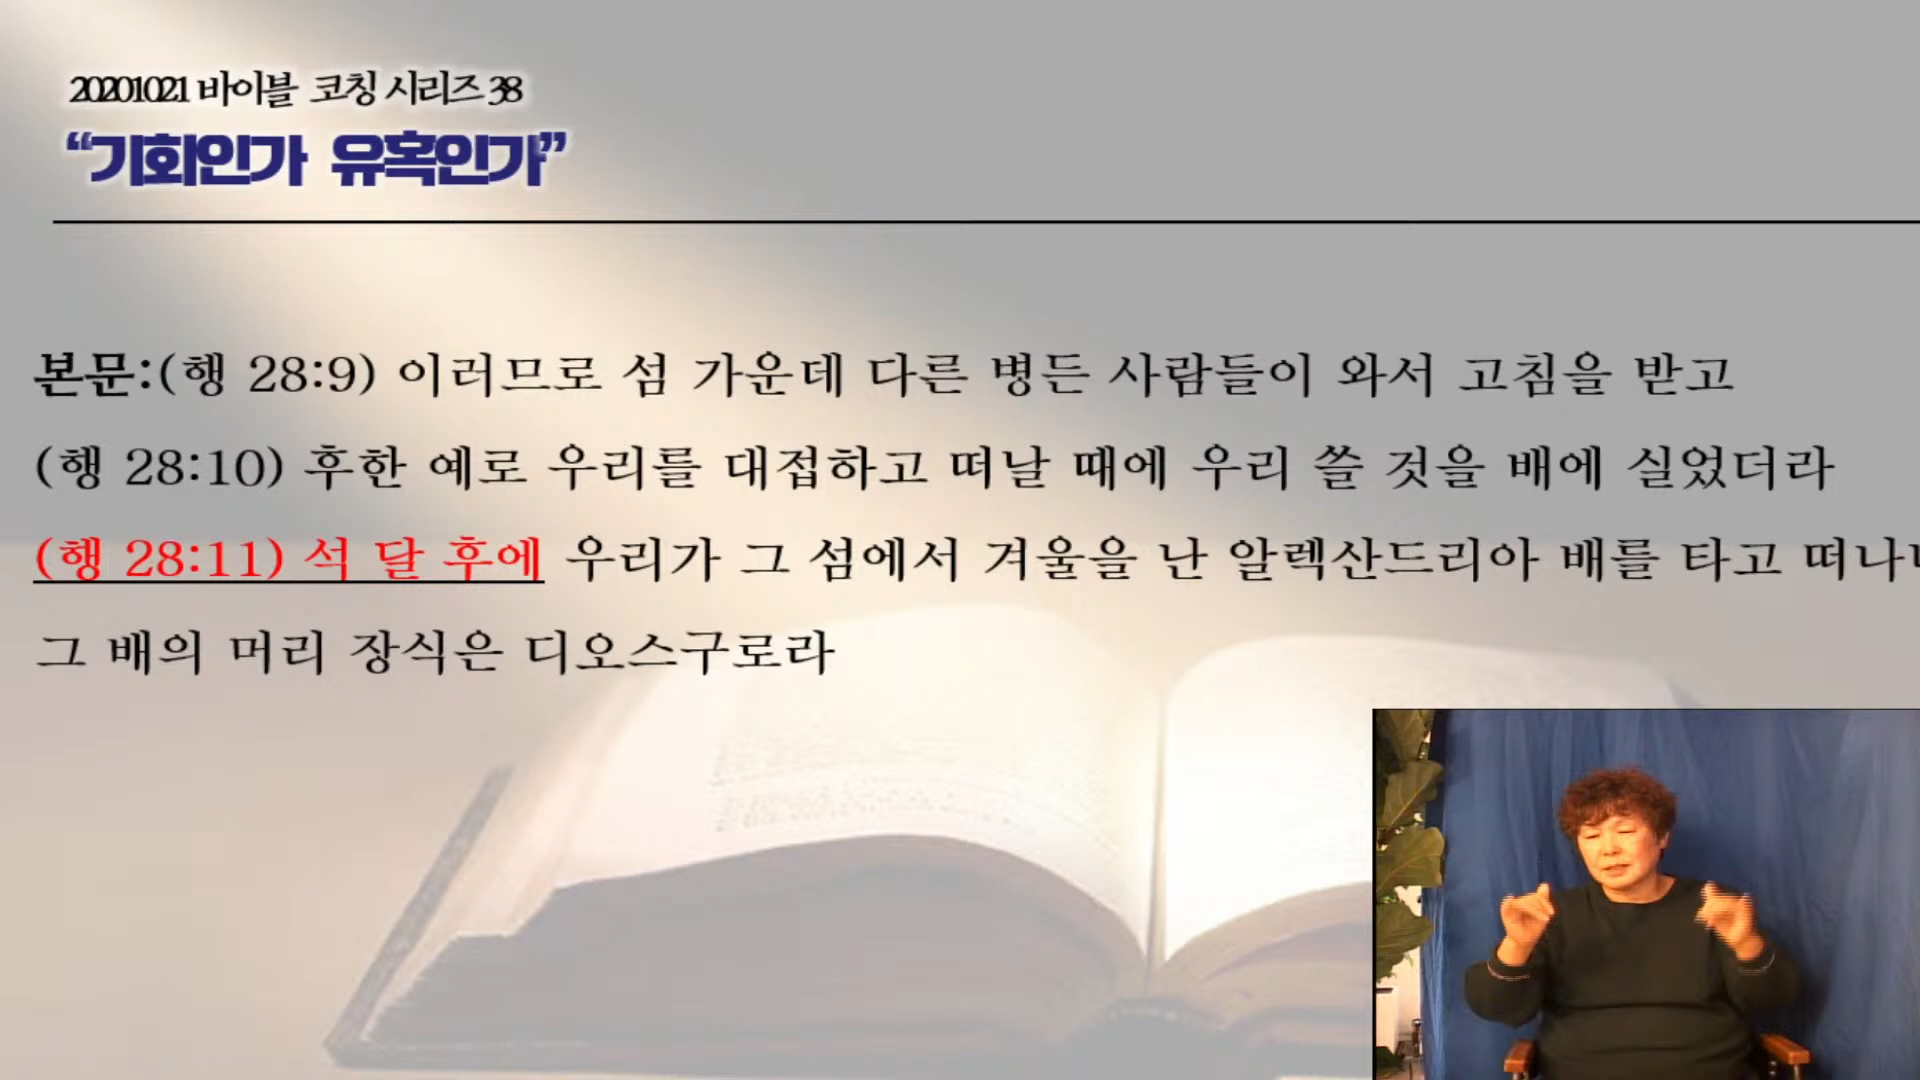 20201021 바이블 코칭 시리즈 38
“기회인가 유혹인가”
본문:(행 28:9) 이러므로 섬 가운데 다른 병든 사람들이 와서 고침을 받고
(행 28:10) 후한 예로 우리를 대접하고 떠날 때에 우리 쓸 것을 배에 실었더라
(행 28:11) 석 달 후에 우리가 그 섬에서 겨울을 난 알렉산드리아 배를 타고
그 배의 머리 장식은 디오스구로라